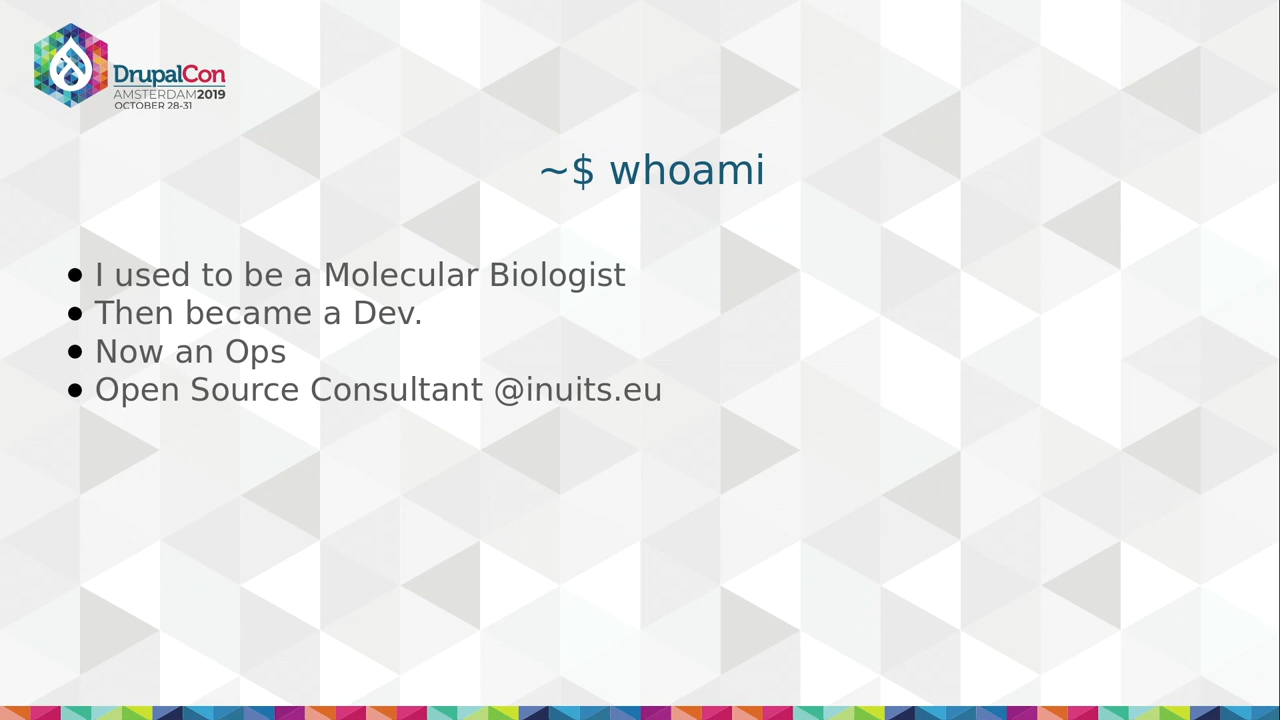 DrupalCon
AMSTERDAM2019
OCTOBER 28-31
~$ whoami
● I used to be a Molecular Biologist
● Then became a Dev.
● Now an Ops
● Open Source Consultant @inuits.eu